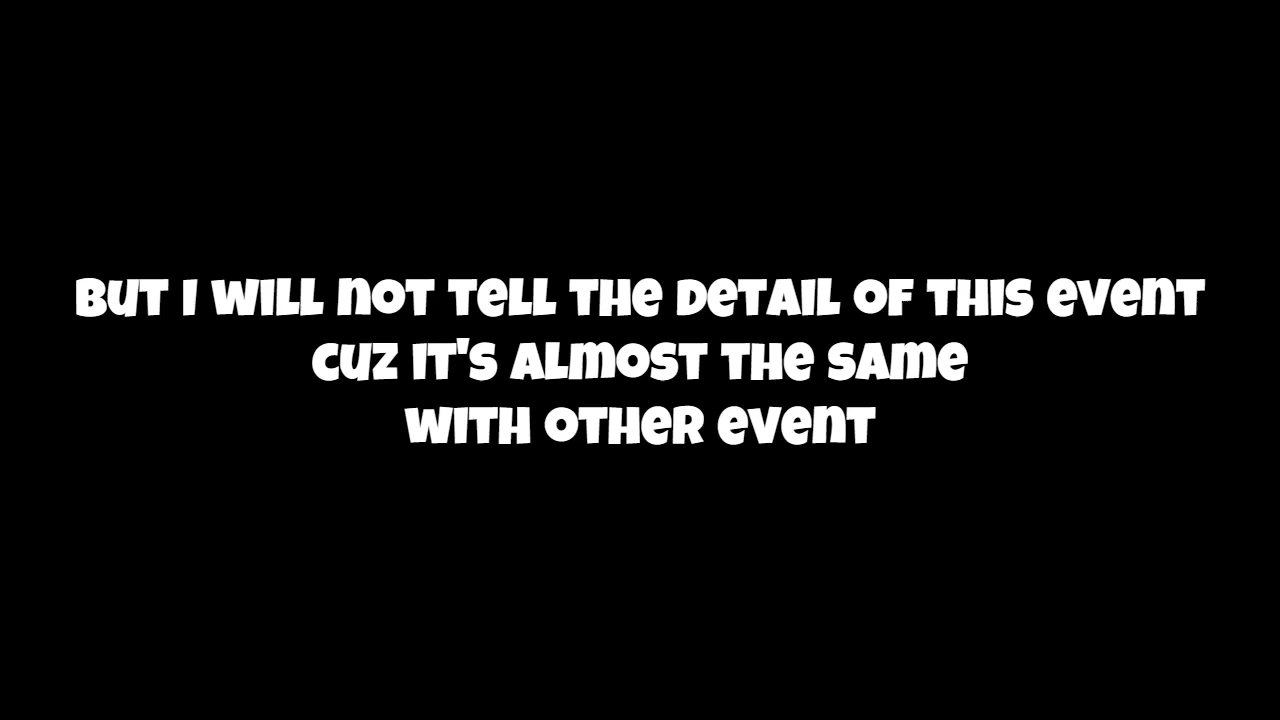 But I will not tell the detail of this event
cuz it's almost the same
with other event